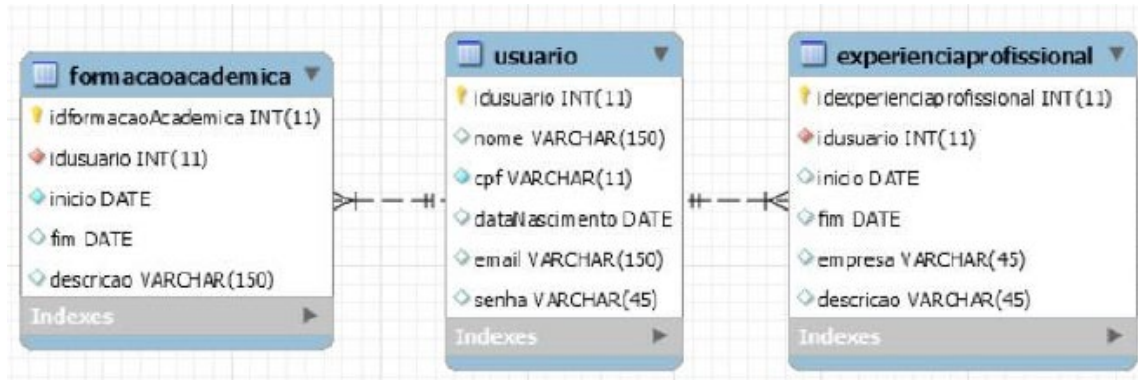 formacaoacademica
idformacaoAcademica INT(11)
idusuario INT(11)
inicio DATE
fim DATE
descricao VARCHAR(150)
Indexes
usuario
idusuario INT(11)
nome VARCHAR(150)
cpf VARCHAR(11)
dataNascimento DATE
email VARCHAR(150)
senha VARCHAR(45)
Indexes
experienciaprofissional
idexperienciaprofissional INT(11)
idusuario INT(11)
inicio DATE
fim DATE
empresa VARCHAR(45)
descricao VARCHAR(45)
Indexes